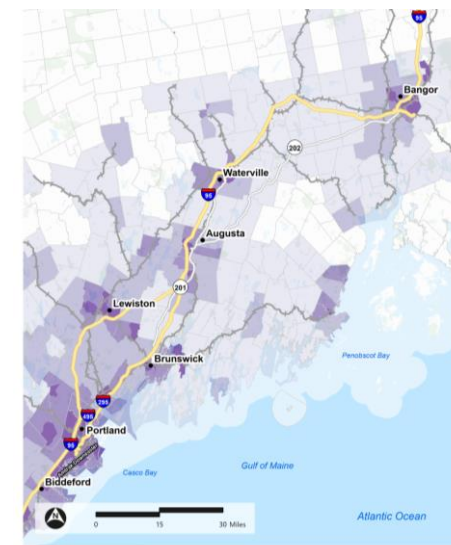 95
Bangor
202
Waterville
95
Augusta
201
Lewiston
Brunswick
Penobscot Bay
295
495
Portland
95
Biddeford
Casco Bay
Gulf of Maine
Atlantic Ocean
N
0 15 30 Miles